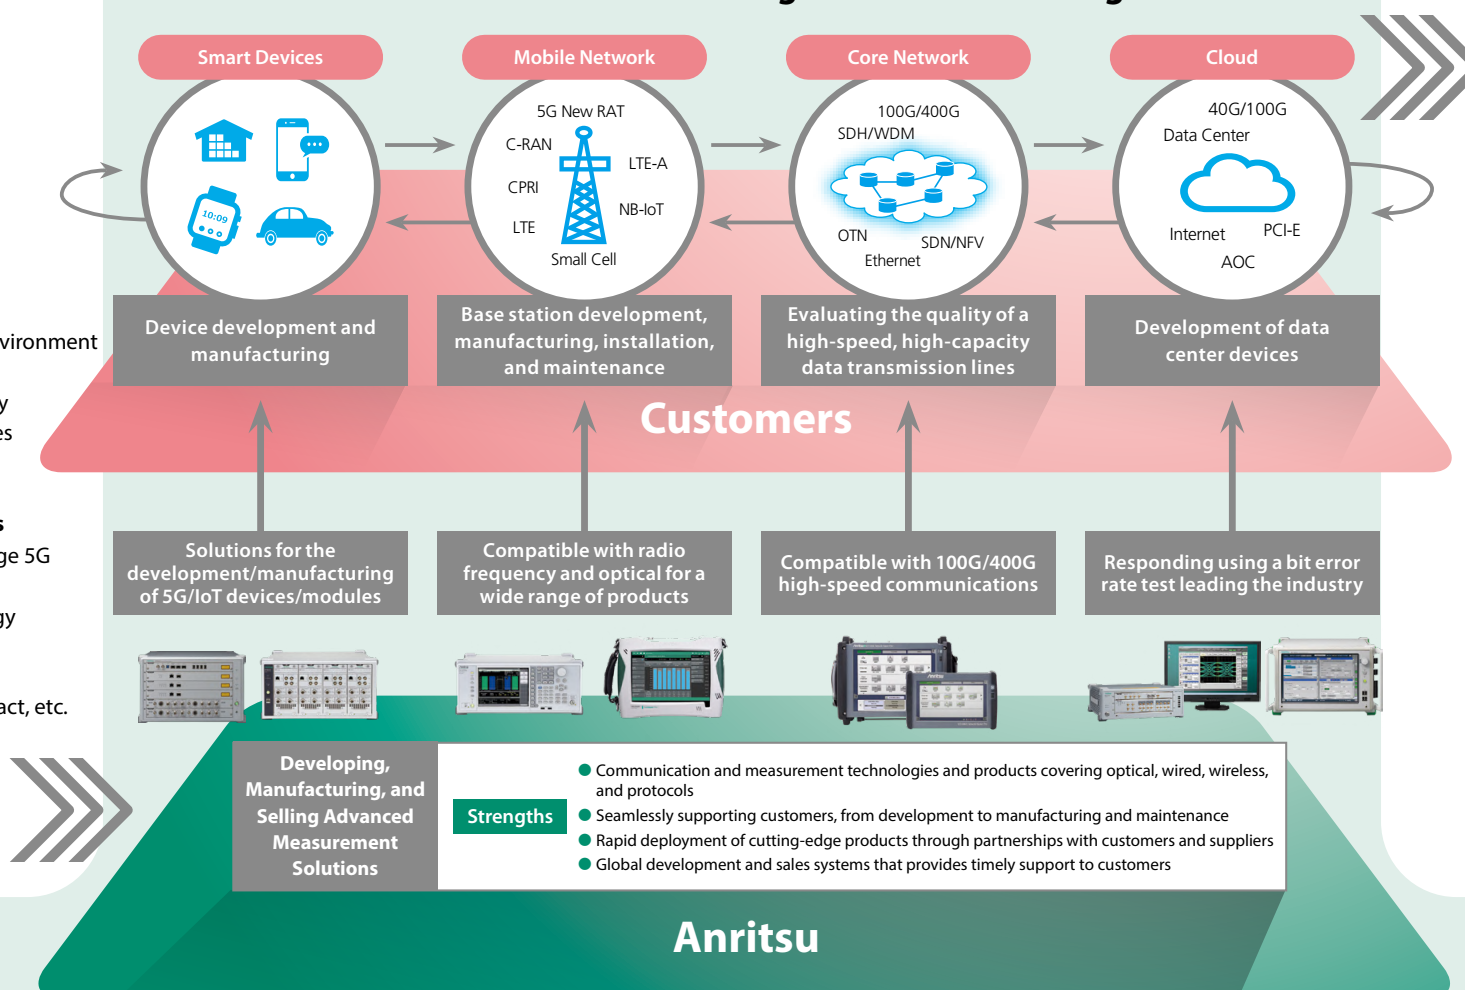 Smart Devices
Mobile Network
Core Network
Cloud
10:09
5G New RAT
C-RAN
LTE-A
CPRI
NB-IoT
LTE
Small Cell
100G/400G
SDH/WDM
OTN
SDN/NFV
Ethernet
40G/100G
Data Center
Internet
PCI-E
AOC
Device development and
manufacturing
Base station development,
manufacturing, installation,
and maintenance
Evaluating the quality of a
high-speed, high-capacity
data transmission lines
Development of data
center devices
Customers
Solutions for the
development/manufacturing
of 5G/IoT devices/modules
Compatible with radio
frequency and optical for a
wide range of products
Compatible with 100G/400G
high-speed communications
Responding using a bit error
rate test leading the industry
vironment
y
es
s
ge 5G
gy
act, etc.
Anritsu
Developing,
Manufacturing, and
Selling Advanced
Measurement
Solutions
Strengths
Communication and measurement technologies and products covering optical, wired, wireless,
and protocols
Seamlessly supporting customers, from development to manufacturing and maintenance
Rapid deployment of cutting-edge products through partnerships with customers and suppliers
Global development and sales systems that provides timely support to customers
Anritsu